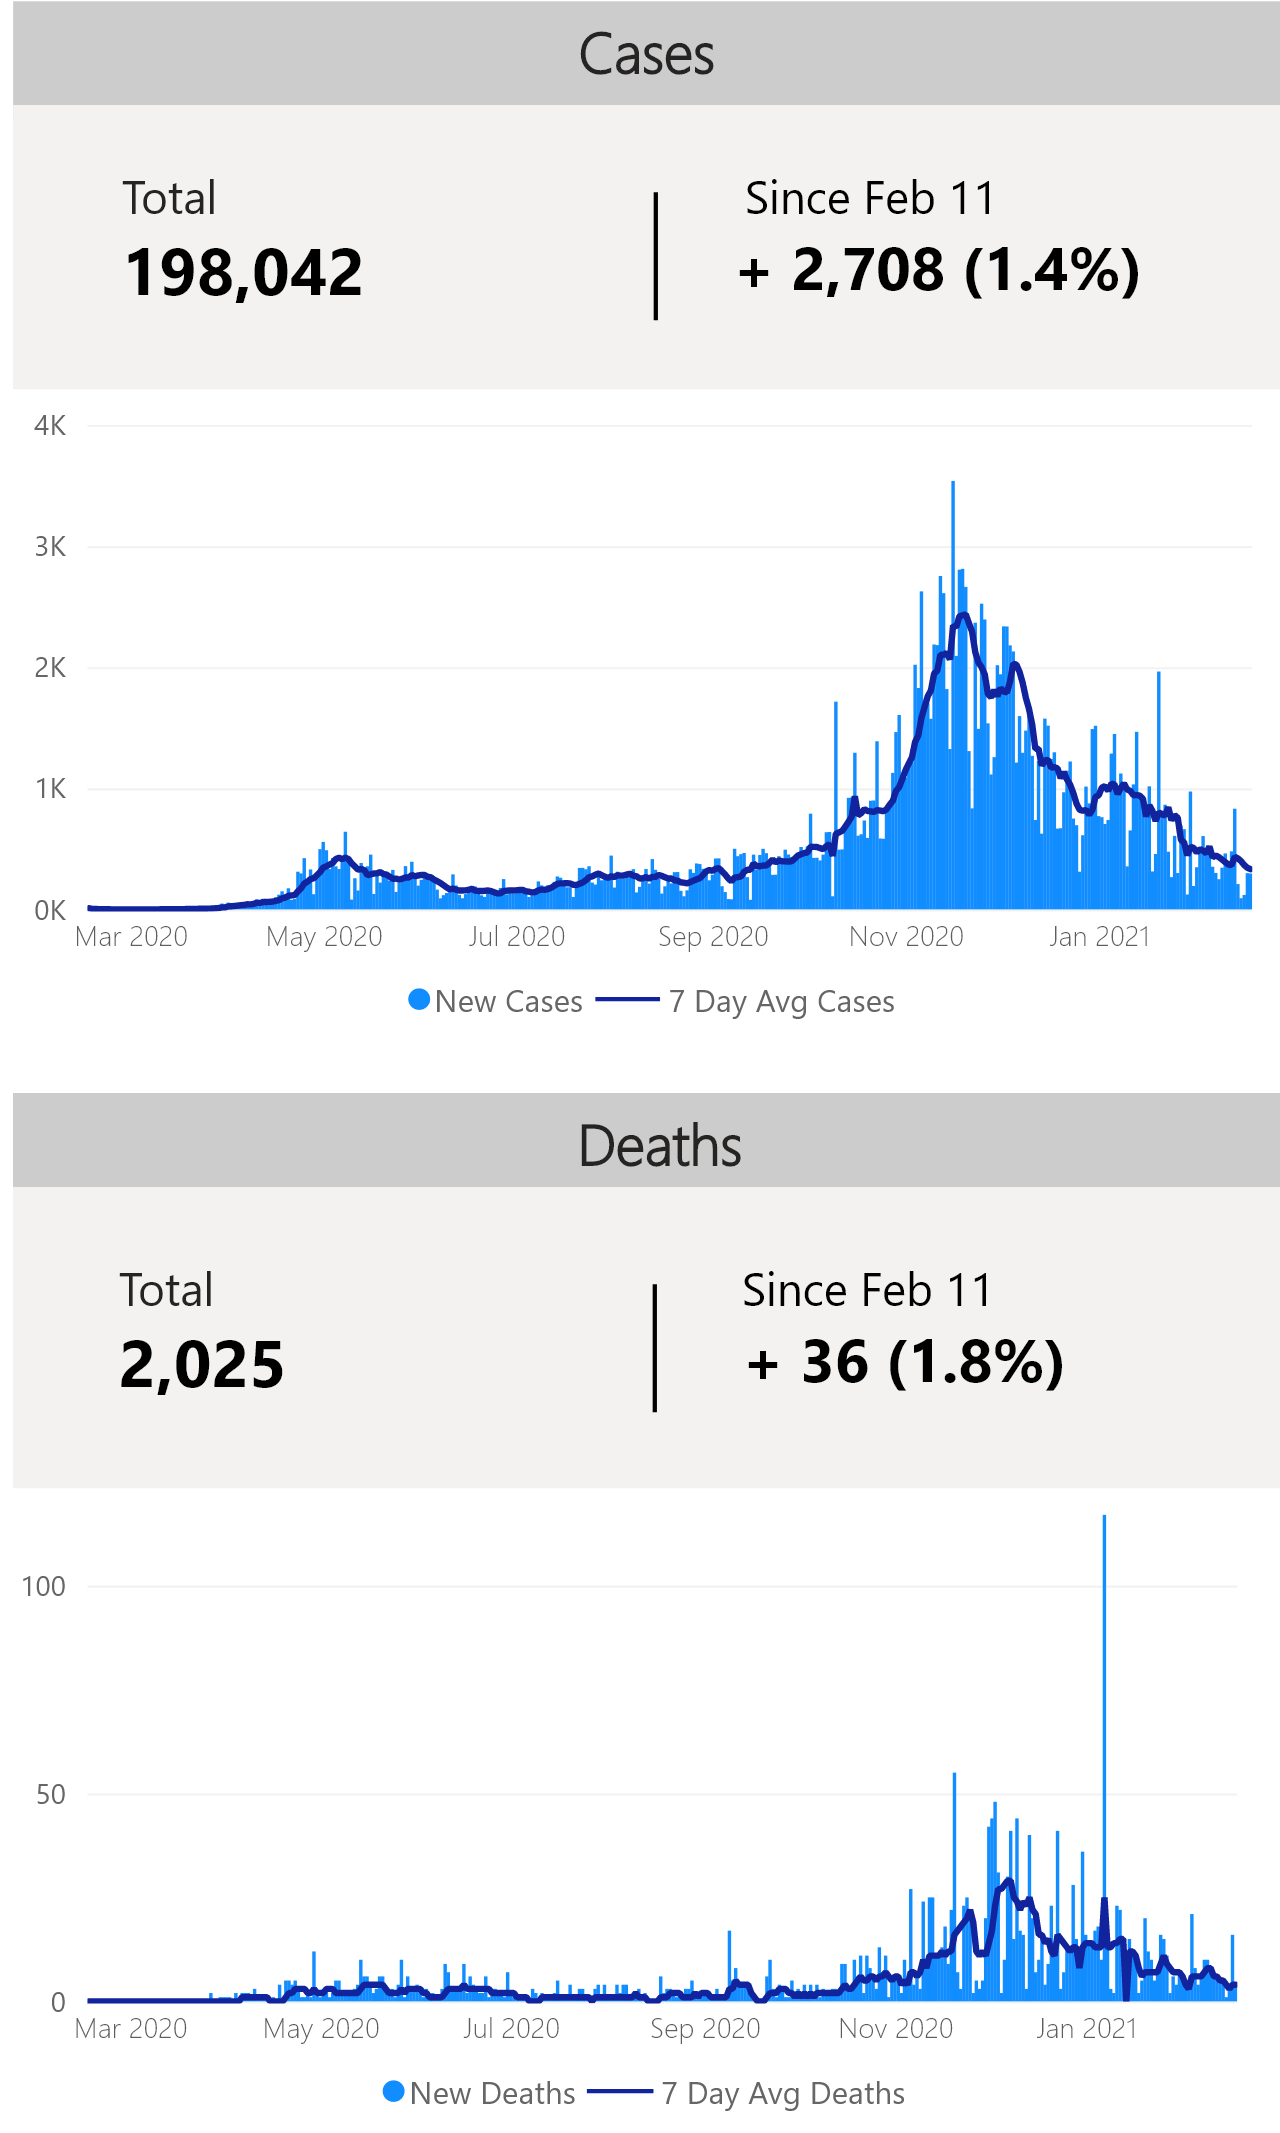 Cases
Total
Since Feb 11
198,042
+ 2,708 (1.4%)
4K
3K
2K
1K
0K
Mar 2020 May 2020 Jul 2020 Sep 2020 Nov 2020 Jan 2021
New Cases 7 Day Avg Cases
Deaths
Total
Since Feb 11
2,025
+ 36 (1.8%)
100
50
0
Mar 2020 May 2020 Jul 2020 Sep 2020 Nov 2020 Jan 2021
New Deaths 7 Day Avg Deaths